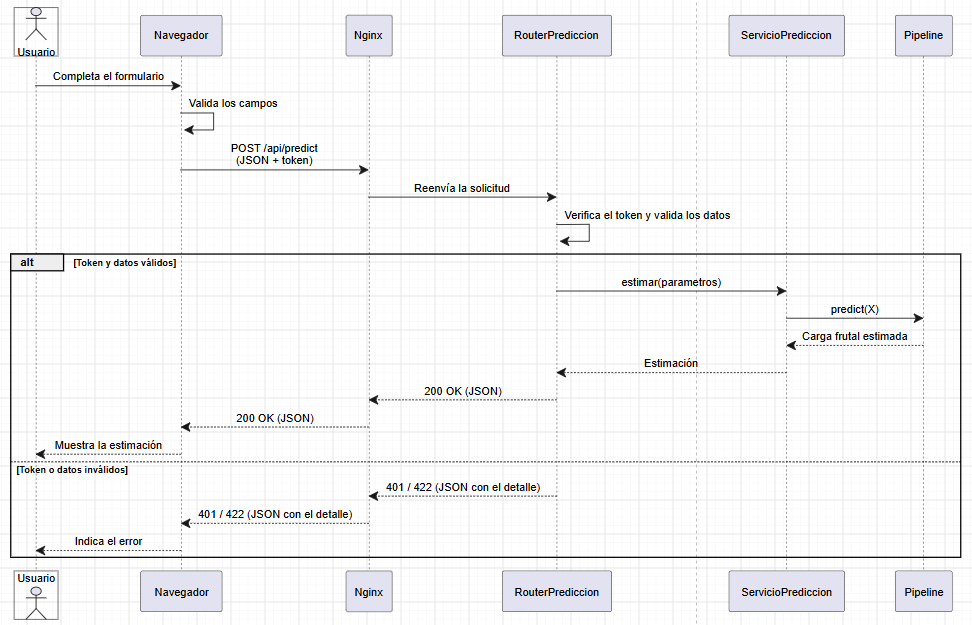 Usuario
Navegador
Nginx
RouterPrediccion
ServicioPrediccion
Pipeline
Completa el formulario
Valida los campos
POST /api/predict
(JSON + token)
Reenvía la solicitud
Verifica el token y valida los datos
alt
[Token y datos válidos]
estimar(parametros)
predict(X)
Carga frutal estimada
Estimación
200 OK (JSON)
200 OK (JSON)
Muestra la estimación
[Token o datos inválidos]
401 / 422 (JSON con el detalle)
401 / 422 (JSON con el detalle)
Indica el error
Usuario
Navegador
Nginx
RouterPrediccion
ServicioPrediccion
Pipeline